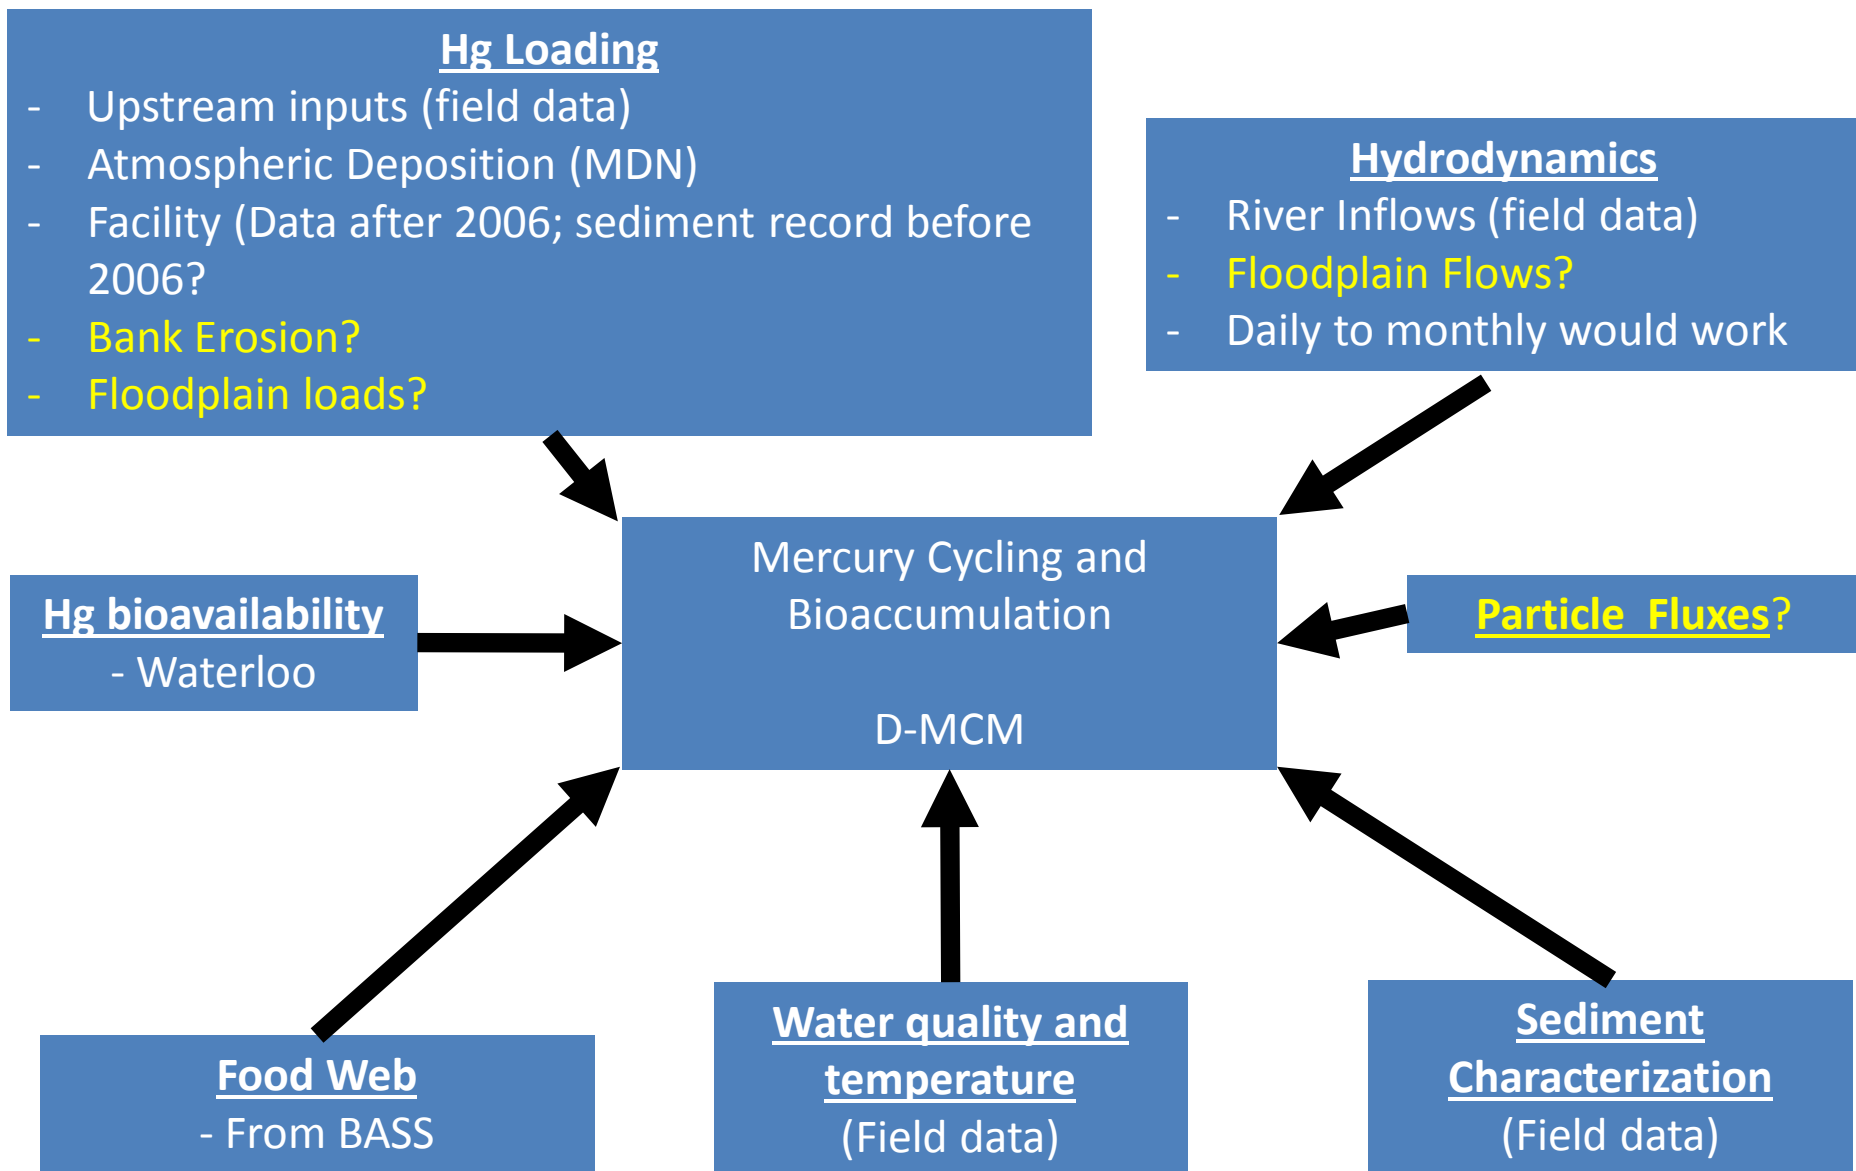 Hg Loading
- Upstream inputs (field data)
- Atmospheric Deposition (MDN)
- Facility (Data after 2006; sediment record before
2006?
- Bank Erosion?
- Floodplain loads?
Hydrodynamics
- River Inflows (field data)
- Floodplain Flows?
- Daily to monthly would work
Mercury Cycling and
Bioaccumulation
D-MCM
Hg bioavailability
- Waterloo
Particle Fluxes?
Food Web
- From BASS
Water quality and
temperature
(Field data)
Sediment
Characterization
(Field data)